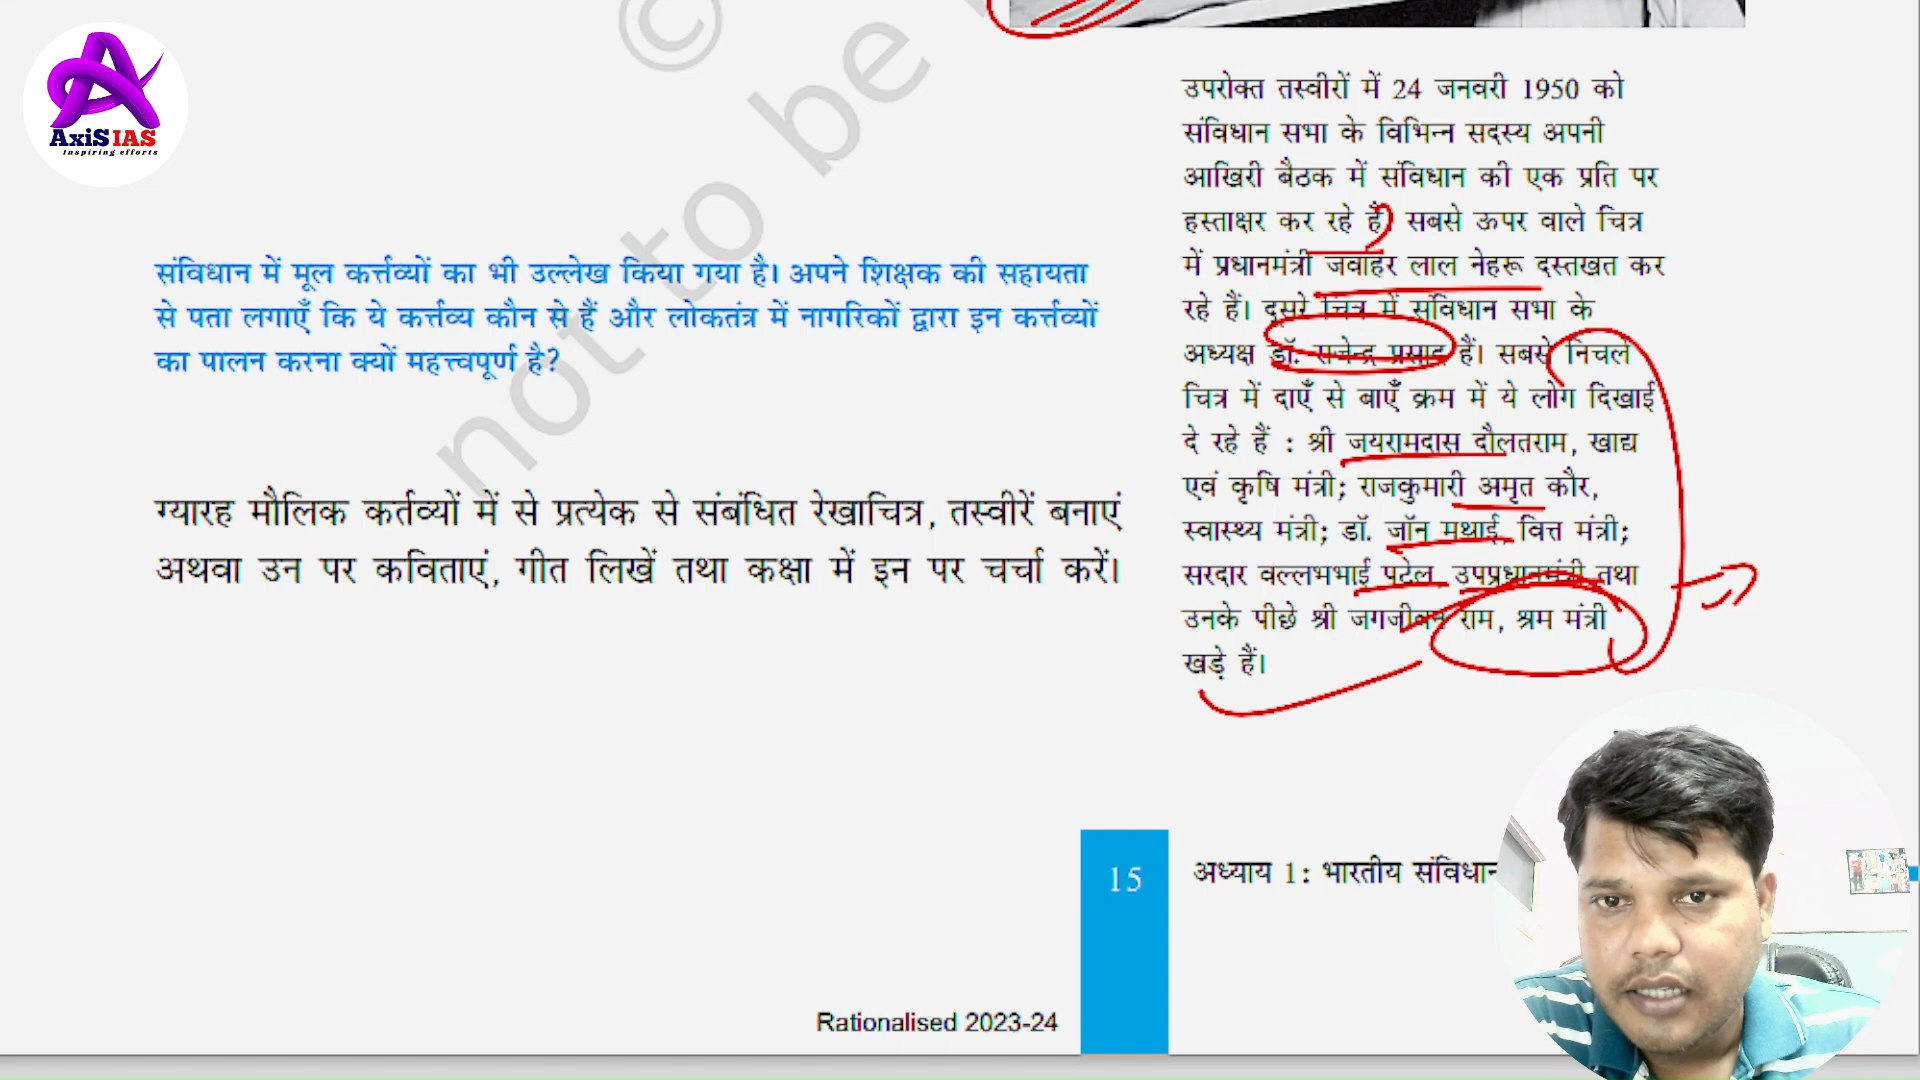 AxiS IAS
Inspiring efforts
©
not to be
संविधान में मूल कर्त्तव्यों का भी उल्लेख किया गया है। अपने शिक्षक की सहायता
से पता लगाएँ कि ये कर्त्तव्य कौन से हैं और लोकतंत्र में नागरिकों द्वारा इन कर्त्तव्यों
का पालन करना क्यों महत्त्वपूर्ण है?
ग्यारह मौलिक कर्तव्यों में से प्रत्येक से संबंधित रेखाचित्र, तस्वीरें बनाएं
अथवा उन पर कविताएं, गीत लिखें तथा कक्षा में इन पर चर्चा करें।
उपरोक्त तस्वीरों में 24 जनवरी 1950 को
संविधान सभा के विभिन्न सदस्य अपनी
आखिरी बैठक में संविधान की एक प्रति पर
हस्ताक्षर कर रहे हैं। सबसे ऊपर वाले चित्र
में प्रधानमंत्री जवाहर लाल नेहरू दस्तखत कर
रहे हैं। दूसरे चित्र में संविधान सभा के
अध्यक्ष डॉ. राजेन्द्र प्रसाद हैं। सबसे निचले
चित्र में दाएँ से बाएँ क्रम में ये लोग दिखाई
दे रहे हैं : श्री जयरामदास दौलतराम, खाद्य
एवं कृषि मंत्री; राजकुमारी अमृत कौर,
स्वास्थ्य मंत्री; डॉ. जॉन मथाई, वित्त मंत्री;
सरदार वल्लभभाई पटेल, उपप्रधानमंत्री तथा
उनके पीछे श्री जगजीवन राम, श्रम मंत्री
खड़े हैं।
15
अध्याय 1: भारतीय संविधान
Rationalised 2023-24